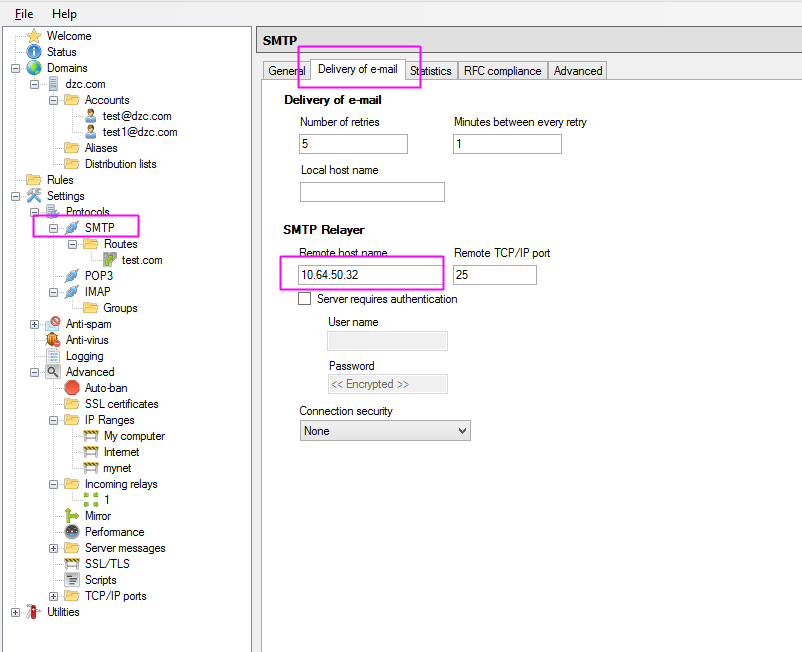 File Help
Welcome
Status
Domains
dzc.com
Accounts
test@dzc.com
test1@dzc.com
Aliases
Distribution lists
Rules
Settings
Protocols
SMTP
Routes
test.com
POP3
IMAP
Groups
Anti-spam
Anti-virus
Logging
Advanced
Auto-ban
SSL certificates
IP Ranges
My computer
Internet
mynet
Incoming relays
1
Mirror
Performance
Server messages
SSL/TLS
Scripts
TCP/IP ports
Utilities
SMTP
General Delivery of e-mail Statistics RFC compliance Advanced
Delivery of e-mail
Number of retries Minutes between every retry
5 1
Local host name
SMTP Relayer
Remote host name Remote TCP/IP port
10.64.50.32 25
Server requires authentication
User name
Password
<< Encrypted >>
Connection security
None